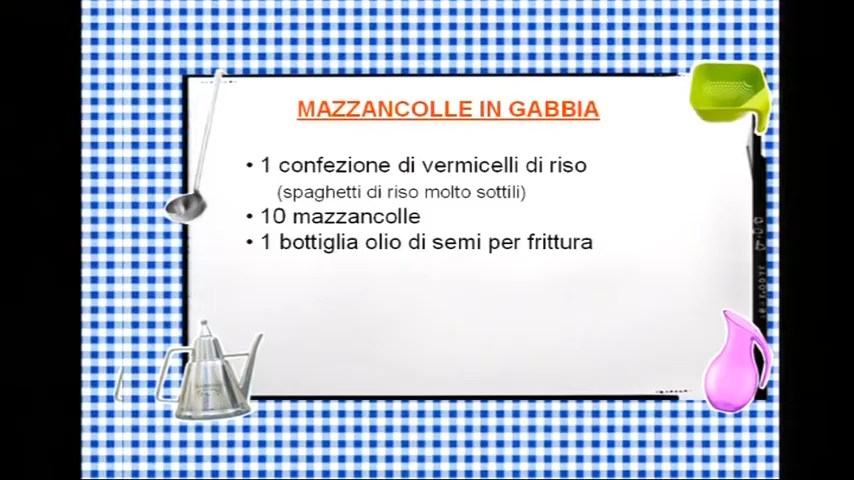 MAZZANCOLLE IN GABBIA
• 1 confezione di vermicelli di riso
(spaghetti di riso molto sottili)
• 10 mazzancolle
• 1 bottiglia olio di semi per frittura